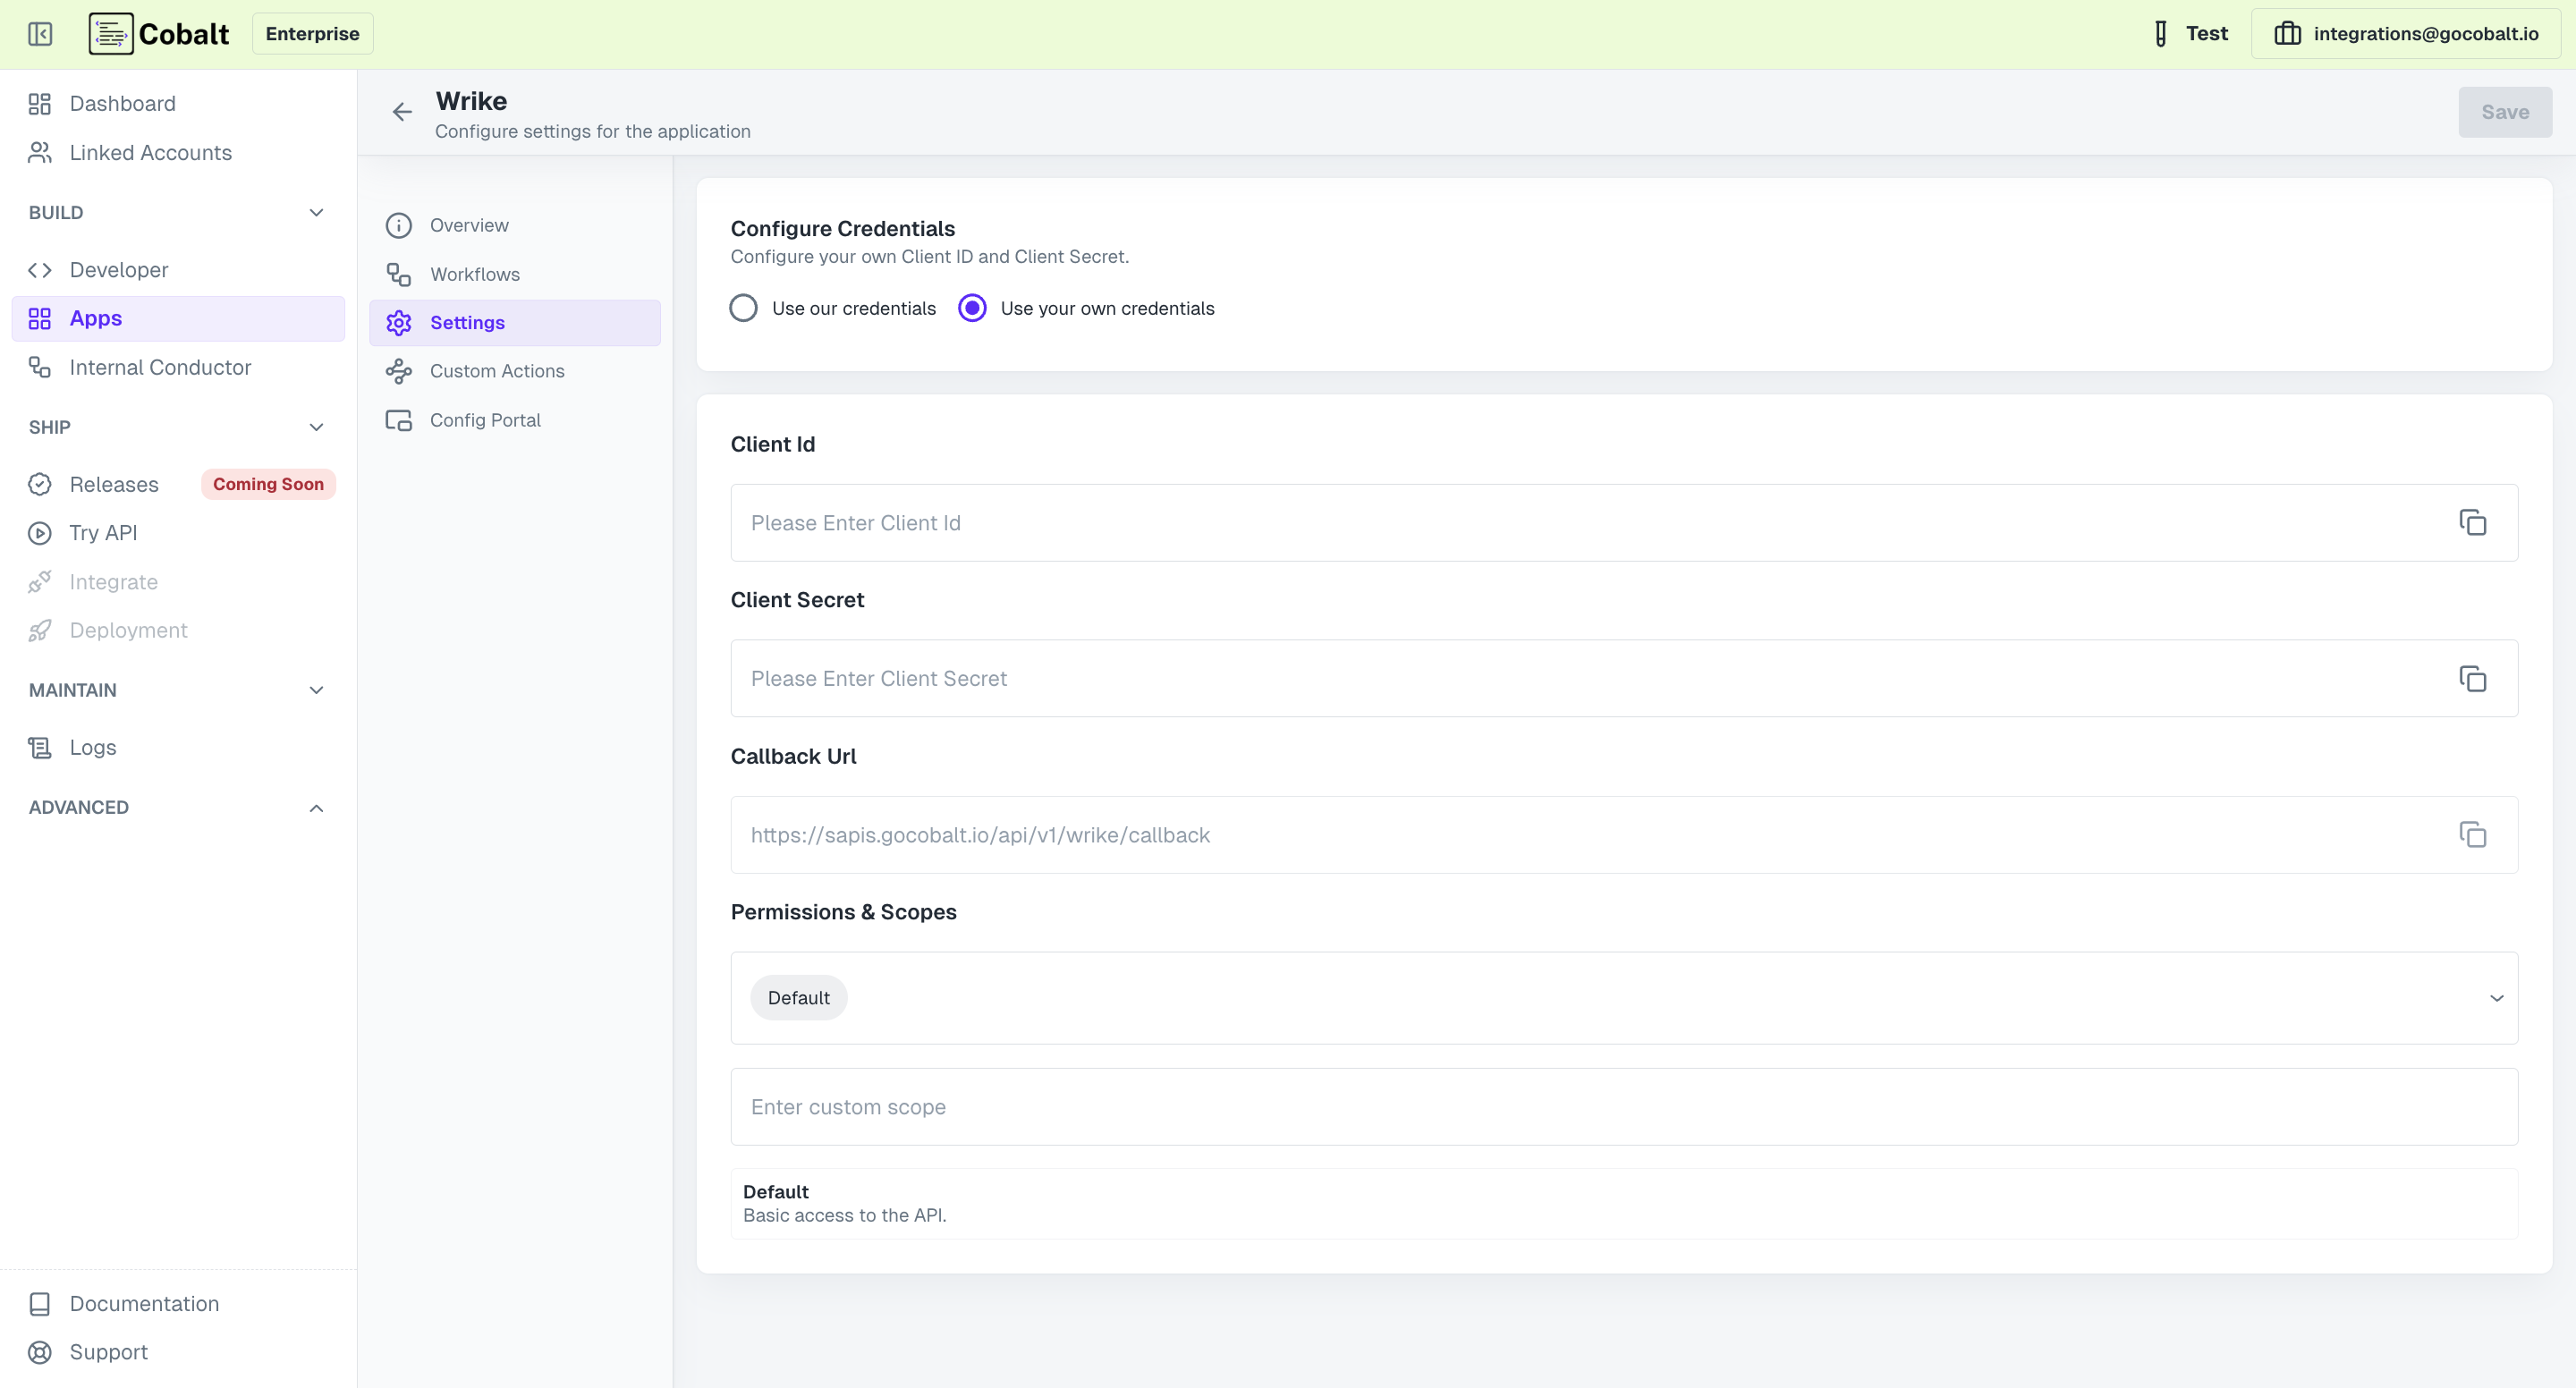 Cobalt
Enterprise
Test
integrations@gocobalt.io
Dashboard
Linked Accounts
BUILD
Developer
Apps
Internal Conductor
SHIP
Releases
Coming Soon
Try API
Integrate
Deployment
MAINTAIN
Logs
ADVANCED
Documentation
Support
Wrike
Configure settings for the application
Save
Overview
Workflows
Settings
Custom Actions
Config Portal
Configure Credentials
Configure your own Client ID and Client Secret.
Use our credentials
Use your own credentials
Client Id
Please Enter Client Id
Client Secret
Please Enter Client Secret
Callback Url
https://sapis.gocobalt.io/api/v1/wrike/callback
Permissions & Scopes
Default
Enter custom scope
Default
Basic access to the API.